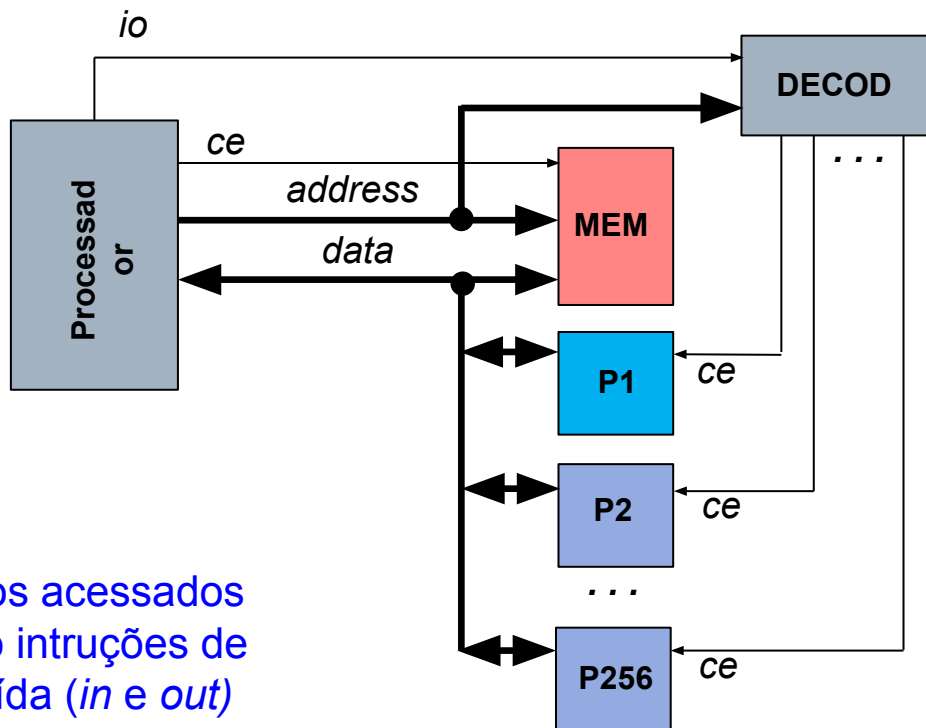 io
DECOD
ce
. . .
Processad
or
address
MEM
data
P1
ce
P2
ce
. . .
os acessados
o intruções de
P256
ce
ída (in e out)